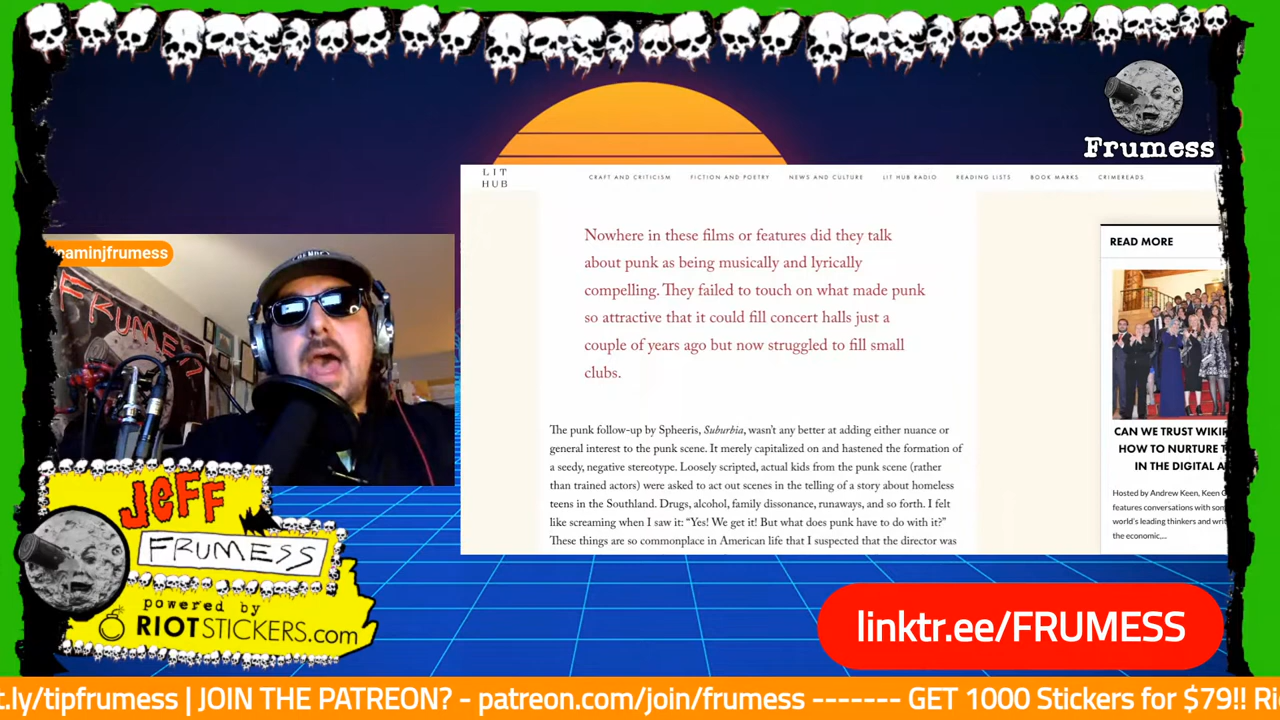 Frumess
LIT
HUB
CRAFT AND CRITICISM
FICTION AND POETRY
NEWS AND CULTURE
LIT HUB RADIO
READING LISTS
BOOK MARKS
CRIMEREADS
Nowhere in these films or features did they talk
about punk as being musically and lyrically
compelling. They failed to touch on what made punk
so attractive that it could fill concert halls just a
couple of years ago but now struggled to fill small
clubs.
The punk follow-up by Spheeris, Suburbia, wasn't any better at adding either nuance or
general interest to the punk scene. It merely capitalized on and hastened the formation of
a seedy, negative stereotype. Loosely scripted, actual kids from the punk scene (rather
than trained actors) were asked to act out scenes in the telling of a story about homeless
teens in the Southland. Drugs, alcohol, family dissonance, runaways, and so forth. I felt
like screaming when I saw it: "Yes! We get it! But what does punk have to do with it?"
These things are so commonplace in American life that I suspected that the director was
READ MORE
CAN WE TRUST WIKI
HOW TO NURTURE T
IN THE DIGITAL A
Hosted by Andrew Keen, Keen
features conversations with som
world's leading thinkers and writ
the economic,...
eaminjfrumess
FRUMESS
JEFF
FRUMESS
powered by
RIOTSTICKERS.com
linktr.ee/FRUMESS
t.ly/tipfrumess | JOIN THE PATREON? - patreon.com/join/frumess ------- GET 1000 Stickers for $79!! Ri